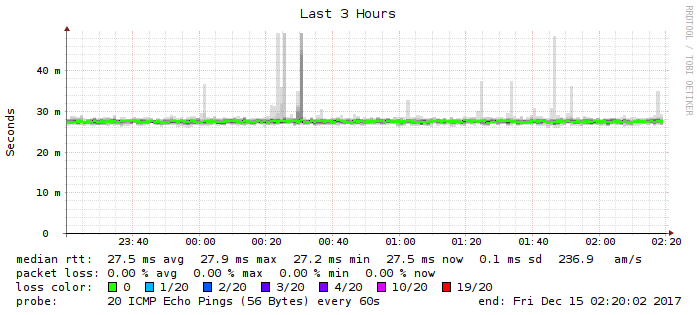 Last 3 Hours
RRDTOOL / TOBI OETIKER
Seconds
40 m
30 m
20 m
10 m
0
23:40 00:00 00:20 00:40 01:00 01:20 01:40 02:00 02:20
median rtt: 27.5 ms avg 27.9 ms max 27.2 ms min 27.5 ms now 0.1 ms sd 236.9 am/s
packet loss: 0.00 % avg 0.00 % max 0.00 % min 0.00 % now
loss color: 0 1/20 2/20 3/20 4/20 10/20 19/20
probe: 20 ICMP Echo Pings (56 Bytes) every 60s end: Fri Dec 15 02:20:02 2017